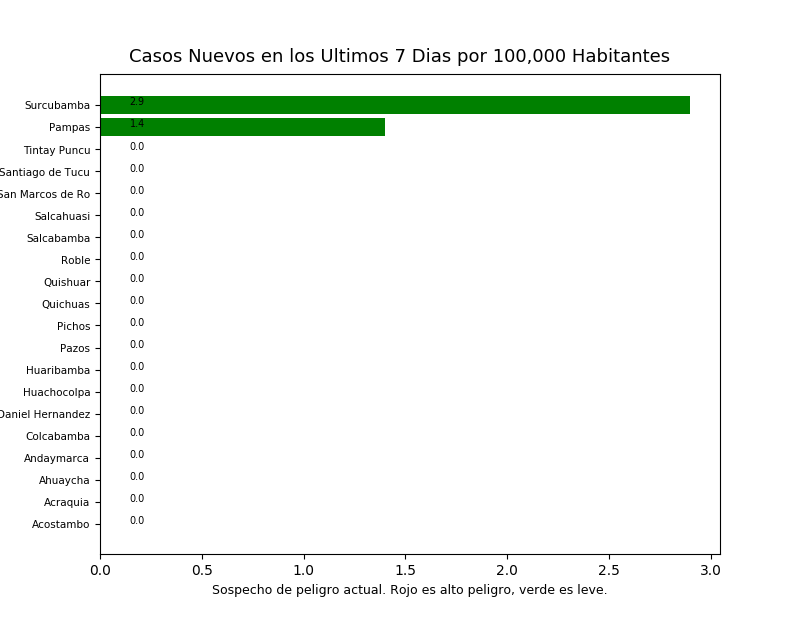 Casos Nuevos en los Ultimos 7 Dias por 100,000 Habitantes
Surcubamba 2.9
Pampas 1.4
Tintay Puncu 0.0
Santiago de Tucu 0.0
San Marcos de Ro 0.0
Salcahuasi 0.0
Salcabamba 0.0
Roble 0.0
Quishuar 0.0
Quichuas 0.0
Pichos 0.0
Pazos 0.0
Huaribamba 0.0
Huachocolpa 0.0
Daniel Hernandez 0.0
Colcabamba 0.0
Andaymarca 0.0
Ahuaycha 0.0
Acraquia 0.0
Acostambo 0.0
0.0 0.5 1.0 1.5 2.0 2.5 3.0
Sospecho de peligro actual. Rojo es alto peligro, verde es leve.